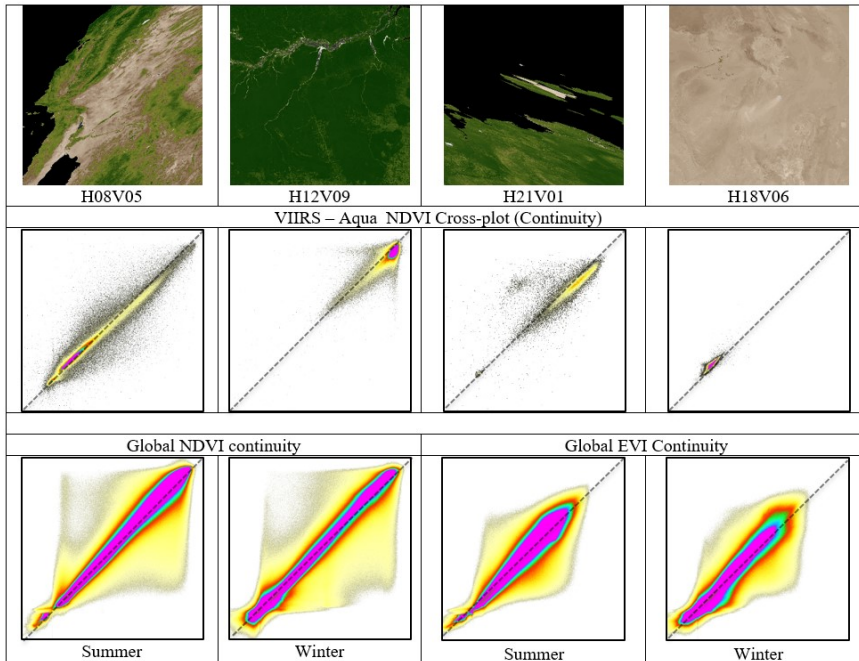 H08V05 H12V09 H21V01 H18V06
VIIRS – Aqua NDVI Cross-plot (Continuity)
Global NDVI continuity Global EVI Continuity
Summer Winter Summer Winter